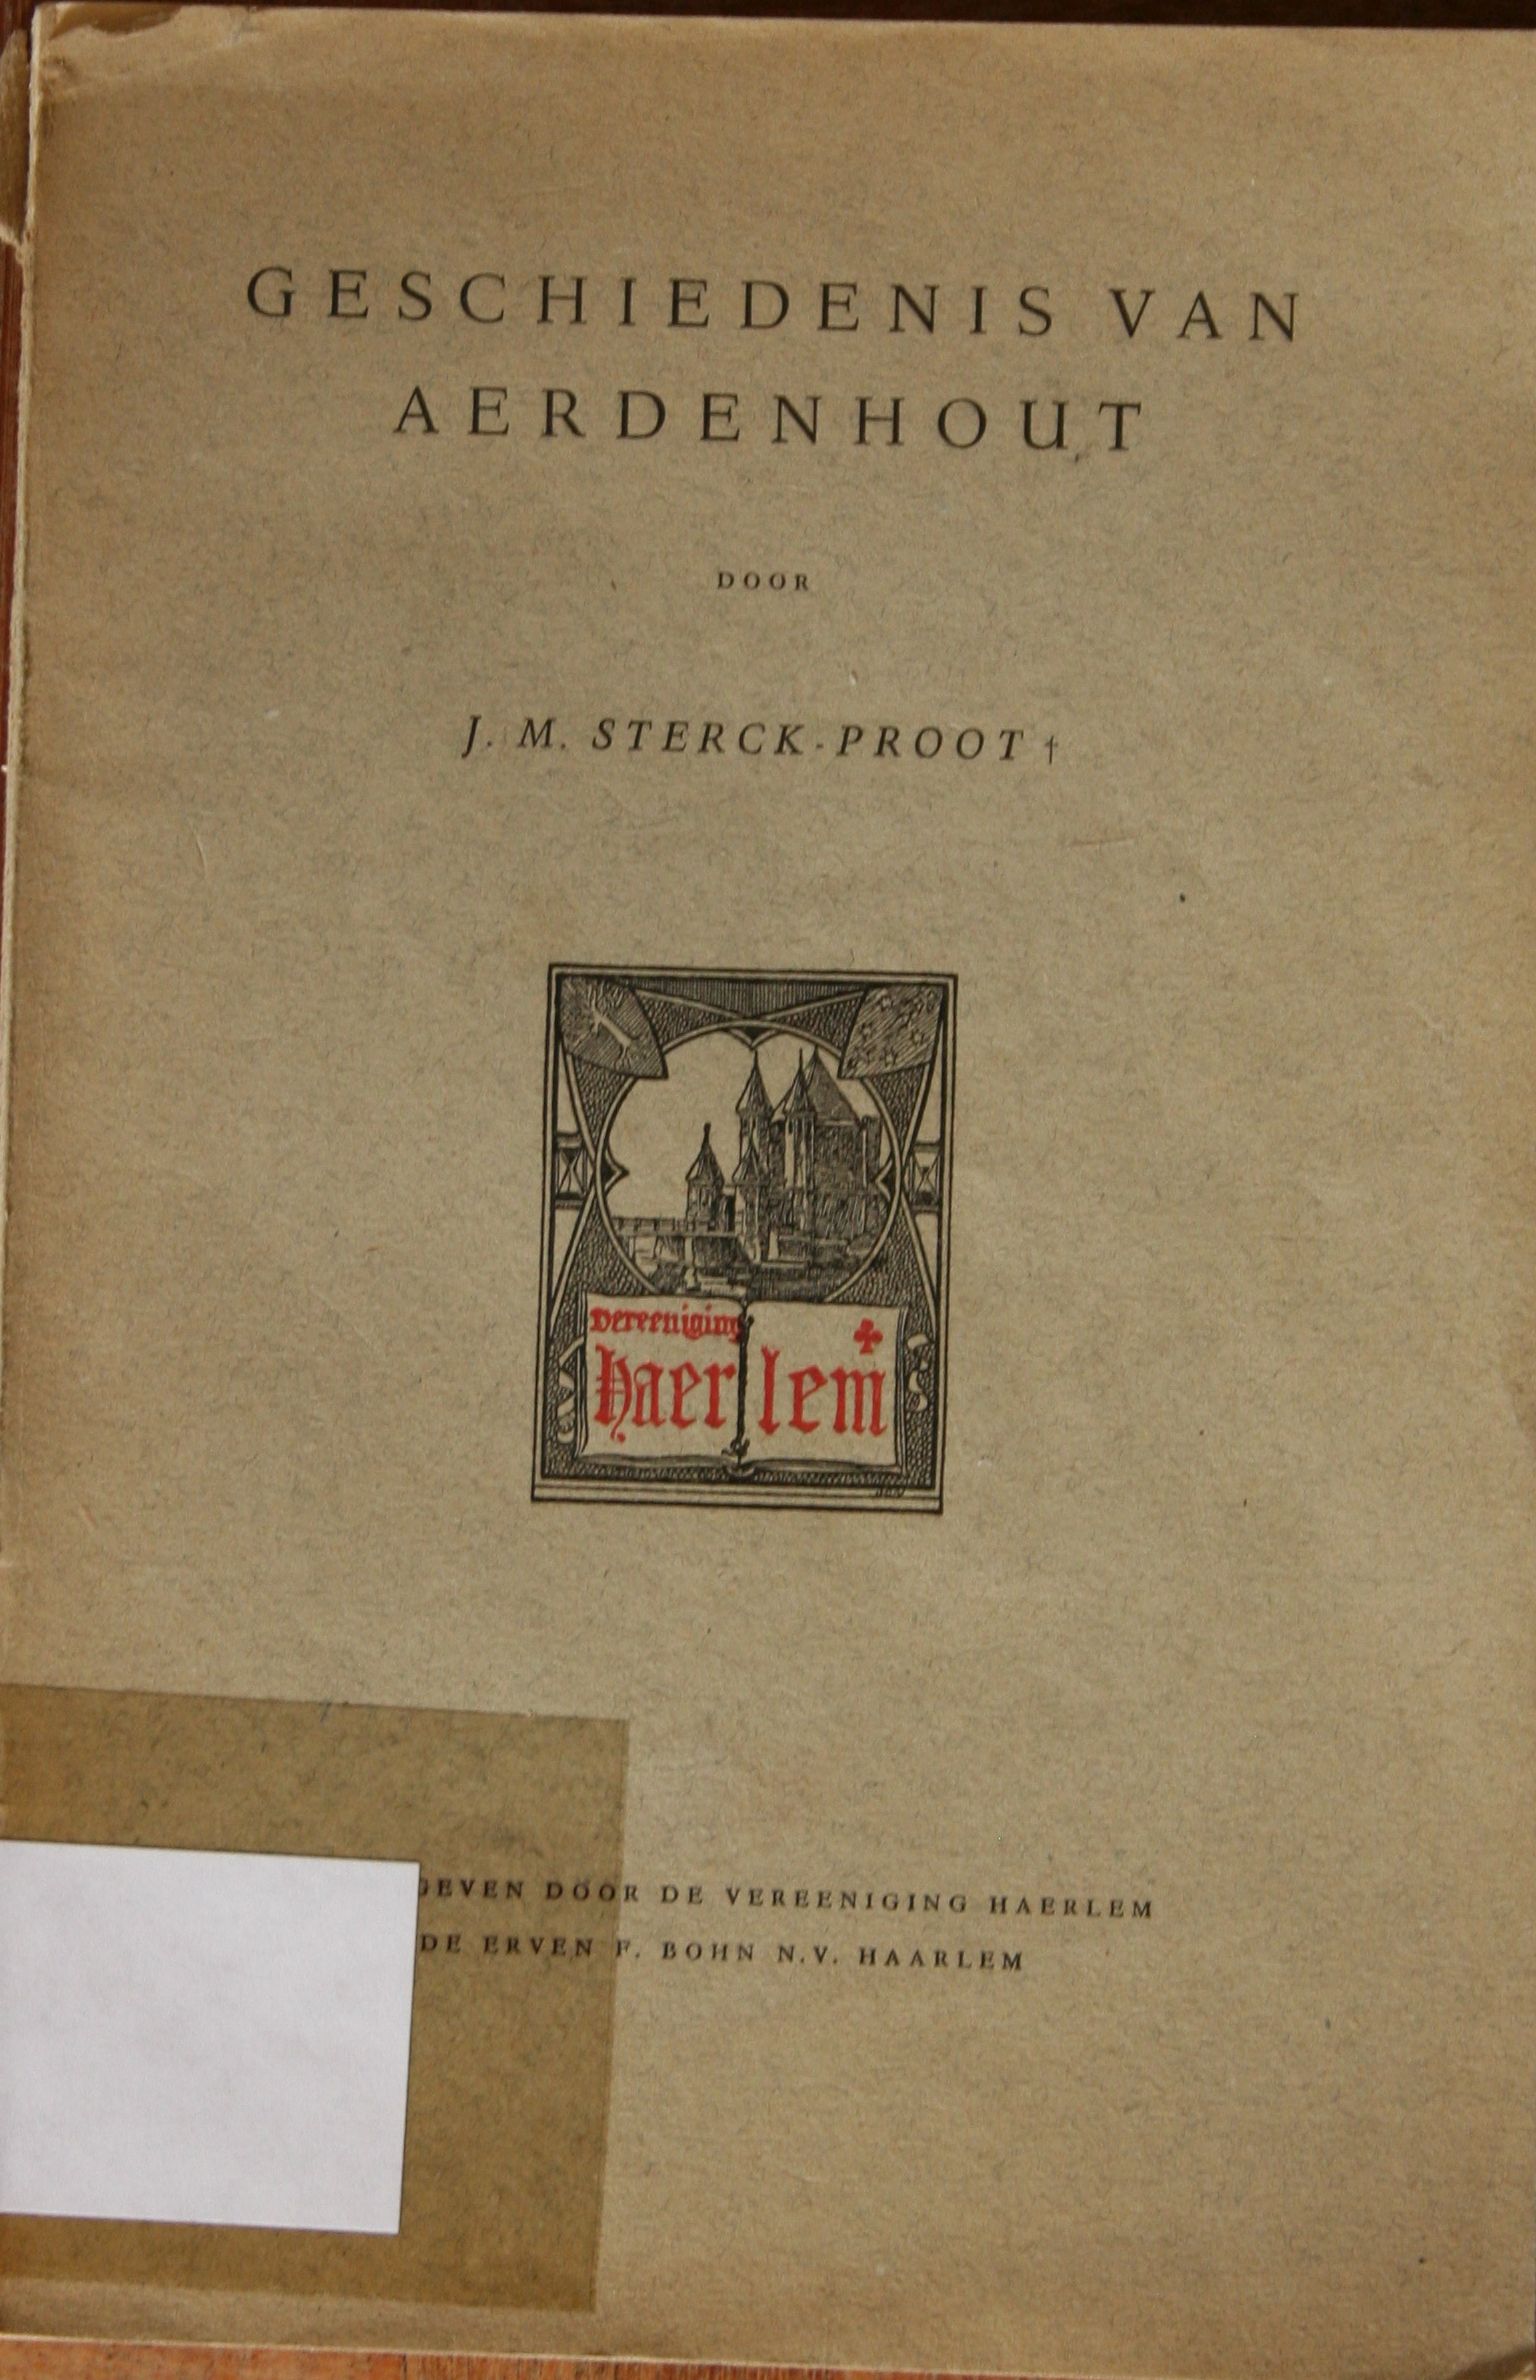 GESCHIEDENIS VAN
AERDENHOUT
DOOR
J. M. STERCK-PROOT †
vereeniging
haerlem
GEVEN DOOR DE VEREENIGING HAERLEM
DE ERVEN F. BOHN N.V. HAARLEM